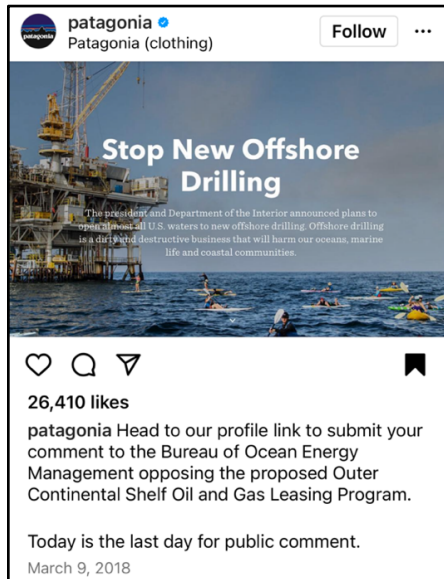 patagonia
Patagonia (clothing)
Follow
patagonia
Stop New Offshore
Drilling
The president and Department of the Interior announced plans to
open almost all U.S. waters to new offshore drilling. Offshore drilling
is a dirty and destructive business that will harm our oceans, marine
life and coastal communities.
26,410 likes
patagonia Head to our profile link to submit your
comment to the Bureau of Ocean Energy
Management opposing the proposed Outer
Continental Shelf Oil and Gas Leasing Program.
Today is the last day for public comment.
March 9, 2018